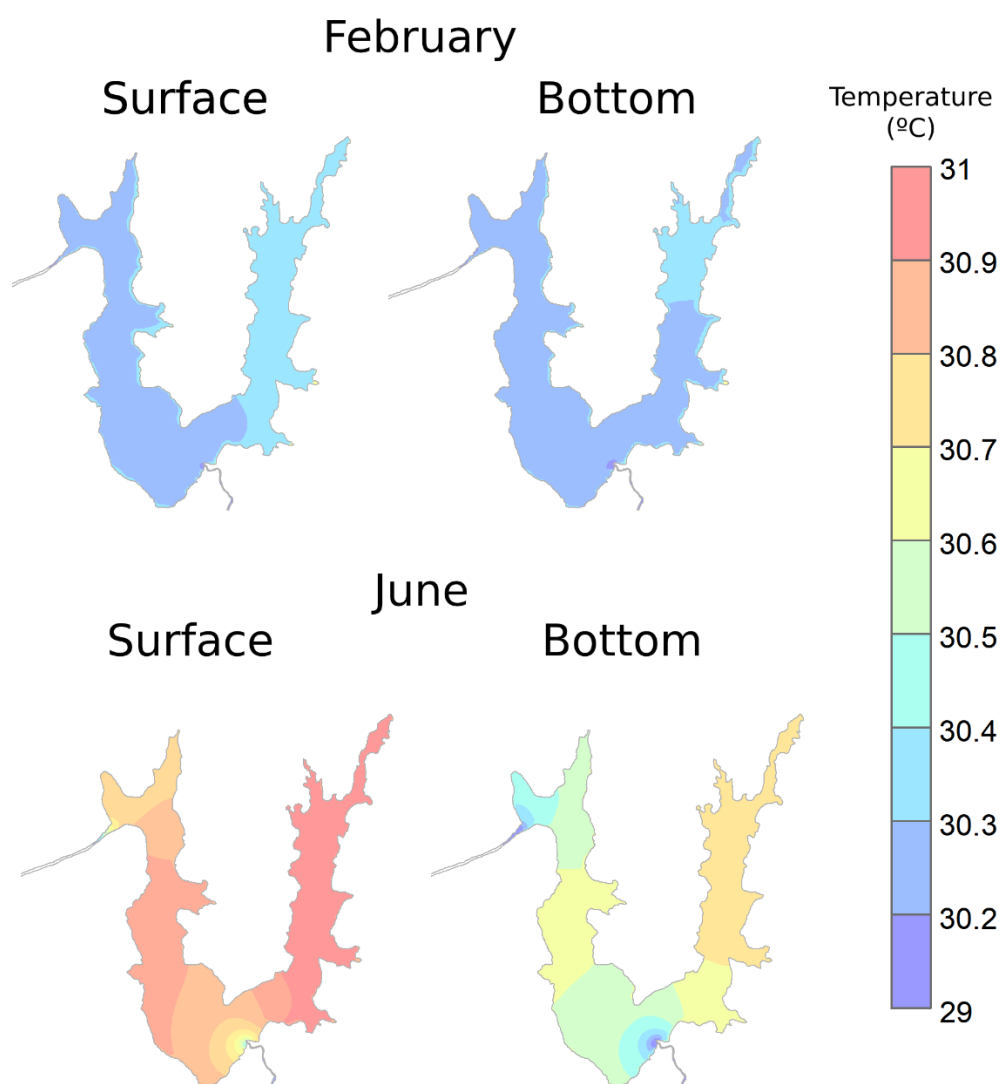 February
Surface
Bottom
Temperature
(ºC)
31
30.9
30.8
30.7
30.6
30.5
30.4
30.3
30.2
29
June
Surface
Bottom